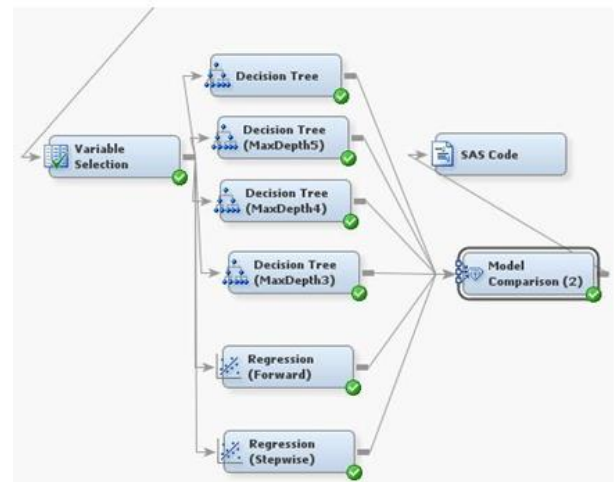 Variable
Selection
Decision Tree
Decision Tree
(MaxDepth5)
Decision Tree
(MaxDepth4)
Decision Tree
(MaxDepth3)
Regression
(Forward)
Regression
(Stepwise)
SAS Code
Model
Comparison (2)